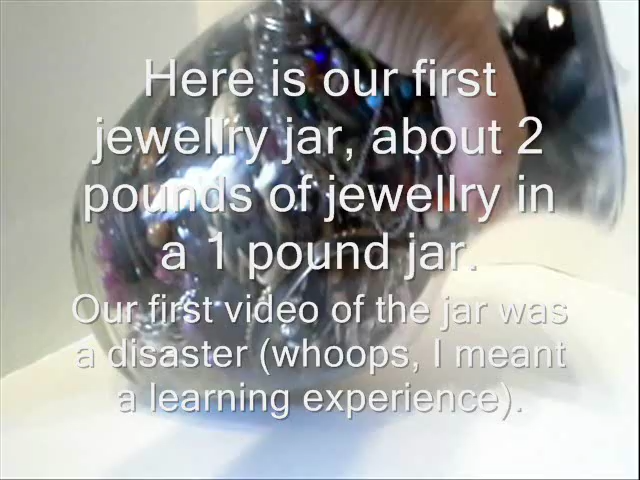 Here is our first
jewellry jar, about 2
pounds of jewellry in
a 1 pound jar.
Our first video of the jar was
a disaster (whoops, I meant
a learning experience).